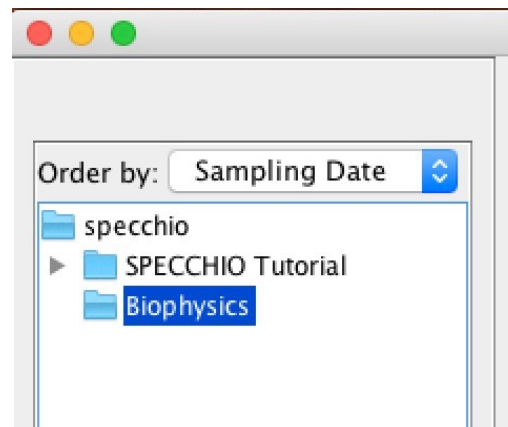 Order by: Sampling Date
specchio
SPECCHIO Tutorial
Biophysics